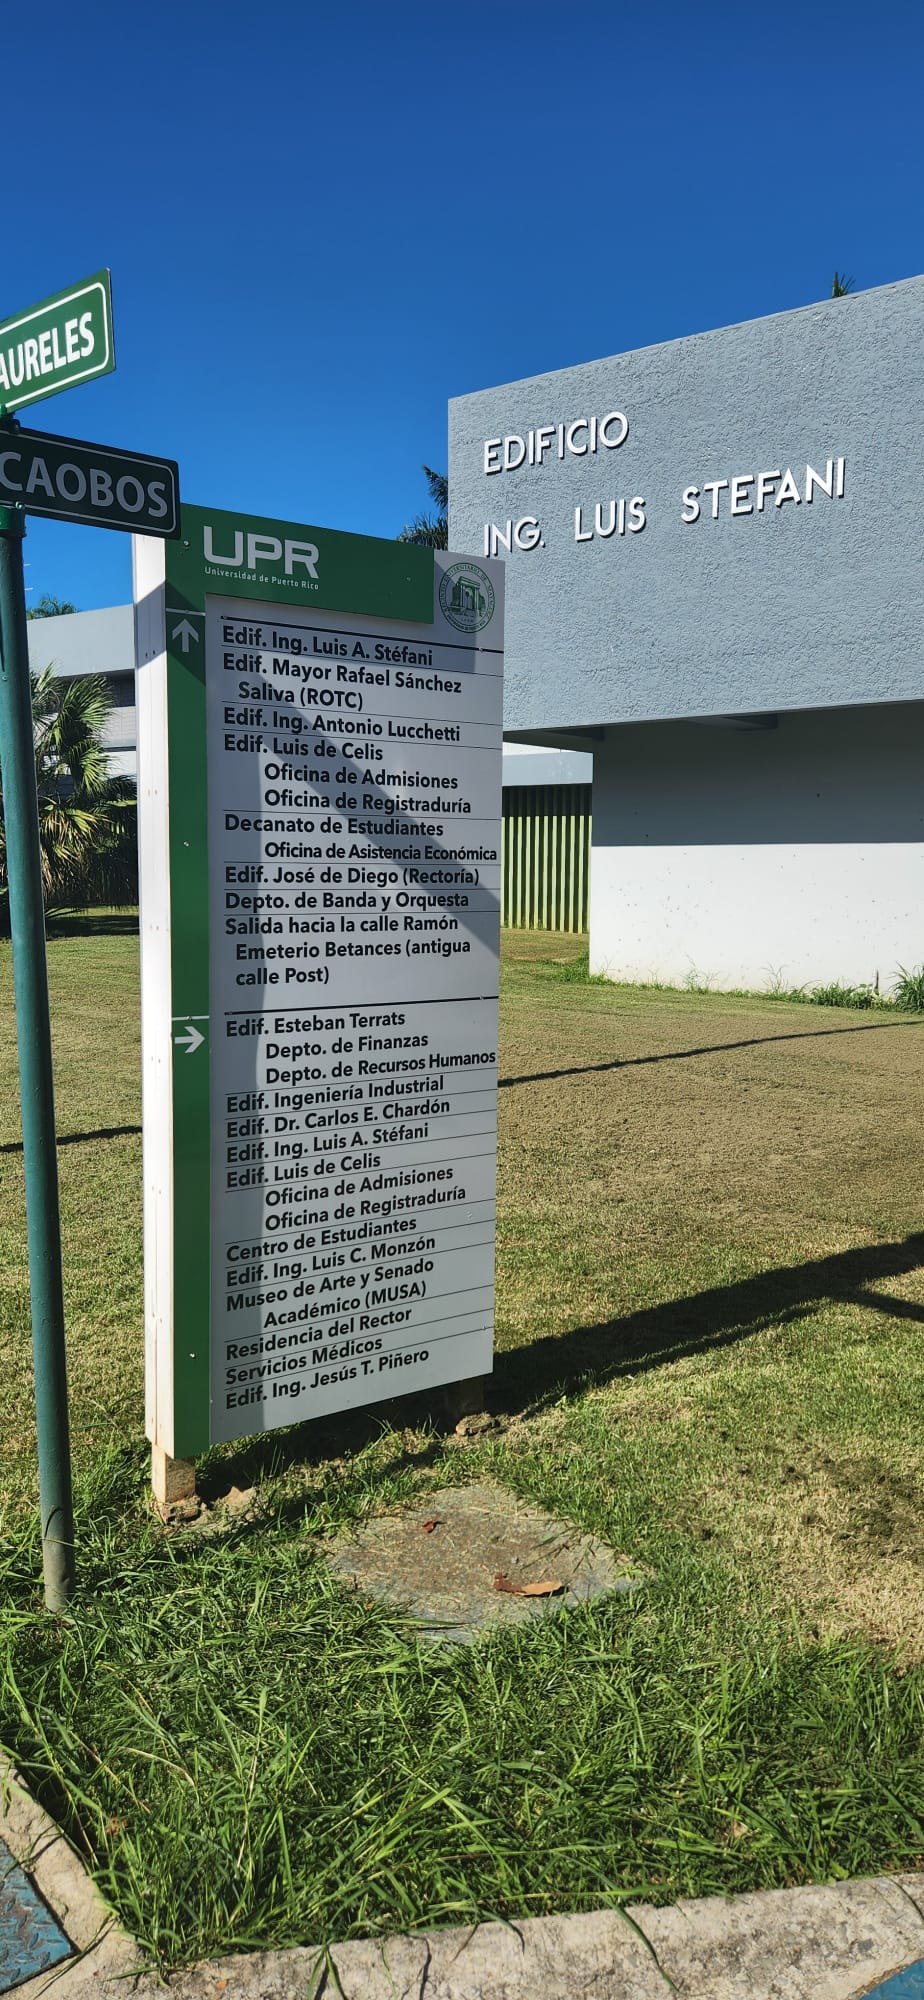 AURELES
CAOBOS
EDIFICIO
ING. LUIS STEFANI
UPR
Universidad de Puerto Rico
Edif. Ing. Luis A. Stéfani
Edif. Mayor Rafael Sánchez
Saliva (ROTC)
Edif. Ing. Antonio Lucchetti
Edif. Luis de Celis
Oficina de Admisiones
Oficina de Registraduría
Decanato de Estudiantes
Oficina de Asistencia Económica
Edif. José de Diego (Rectoría)
Depto. de Banda y Orquesta
Salida hacia la calle Ramón
Emeterio Betances (antigua
calle Post)
Edif. Esteban Terrats
Depto. de Finanzas
Depto. de Recursos Humanos
Edif. Ingeniería Industrial
Edif. Dr. Carlos E. Chardón
Edif. Ing. Luis A. Stéfani
Edif. Luis de Celis
Oficina de Admisiones
Oficina de Registraduría
Centro de Estudiantes
Edif. Ing. Luis C. Monzón
Museo de Arte y Senado
Académico (MUSA)
Residencia del Rector
Servicios Médicos
Edif. Ing. Jesús T. Piñero